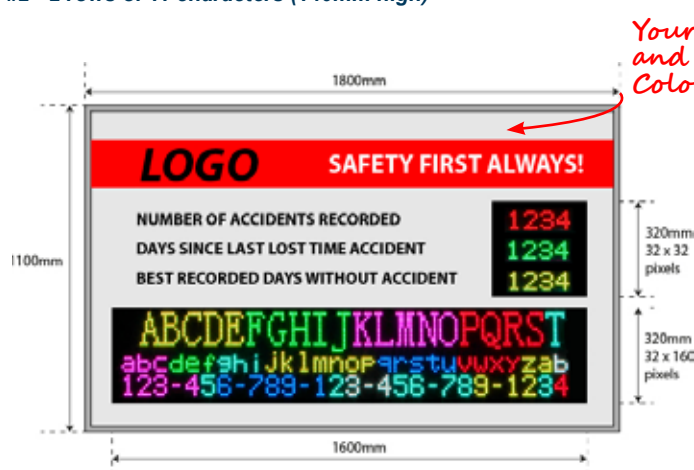 Your
and
Colo
1800mm
LOGO SAFETY FIRST ALWAYS!
NUMBER OF ACCIDENTS RECORDED 1234
DAYS SINCE LAST LOST TIME ACCIDENT 1234
BEST RECORDED DAYS WITHOUT ACCIDENT 1234
320mm
32 x 32
pixels
1100mm
ABCDEFGHIJKLMNOPQRST
abcdefghijklmnopqrstuvwxyzab
123-456-789-123-456-789-1234
320mm
32 x 160
pixels
1600mm